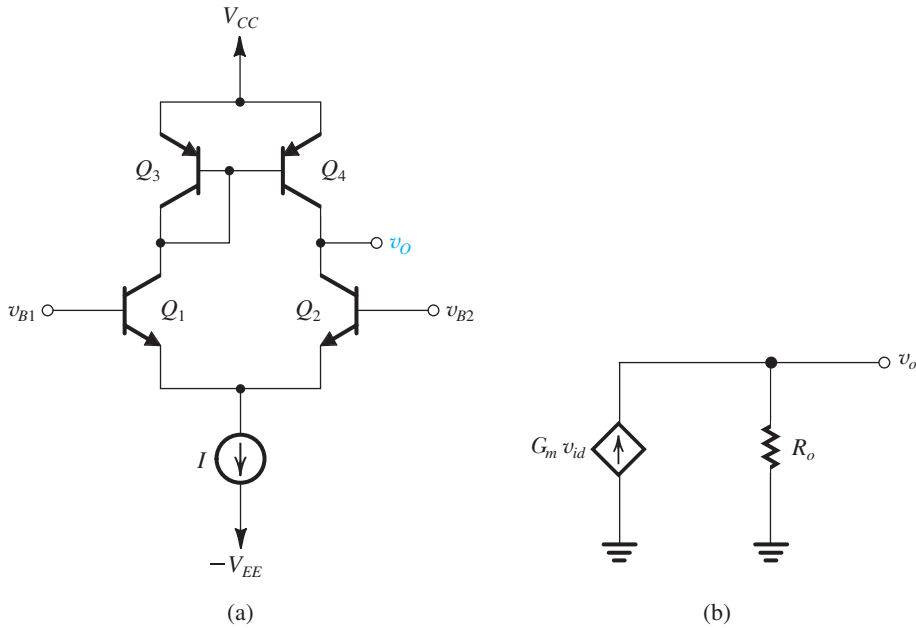 V_CC
Q_3
Q_4
v_O
v_B1
Q_1
Q_2
v_B2
I
−V_EE
(a)
v_o
G_m v_id
R_o
(b)